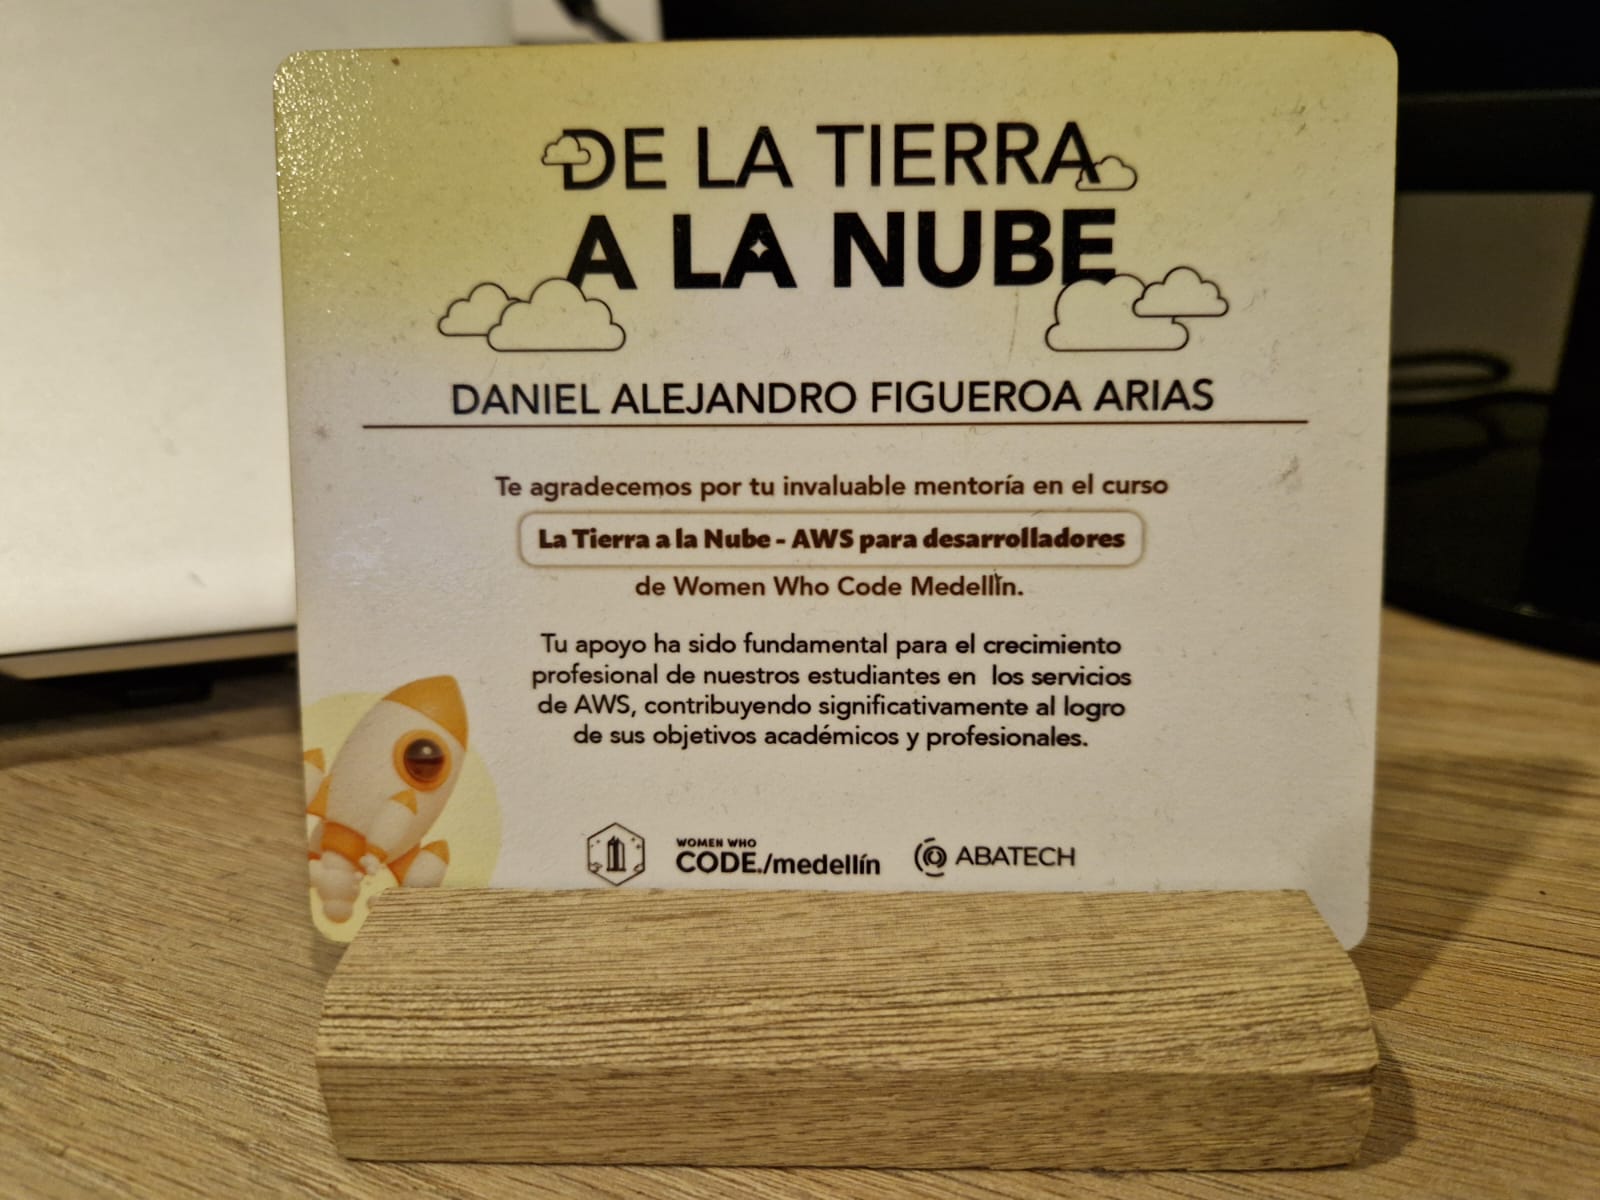 DE LA TIERRA
A LA NUBE
DANIEL ALEJANDRO FIGUEROA ARIAS
Te agradecemos por tu invaluable mentoría en el curso
La Tierra a la Nube - AWS para desarrolladores
de Women Who Code Medellín.
Tu apoyo ha sido fundamental para el crecimiento
profesional de nuestros estudiantes en los servicios
de AWS, contribuyendo significativamente al logro
de sus objetivos académicos y profesionales.
WOMEN WHO
CODE./medellín
ABATECH